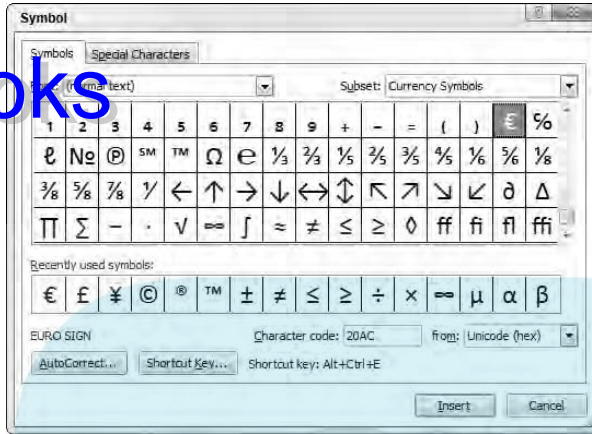 Symbol
Symbols Special Characters
oks
(normal text) Subset: Currency Symbols
1 2 3 4 5 6 7 8 9 + − = ( ) € ℅
ℓ № ℗ ℠ ™ Ω ℮ ⅓ ⅔ ⅕ ⅖ ⅗ ⅘ ⅙ ⅚ ⅛
⅜ ⅝ ⅞ ⅟ ← ↑ → ↓ ↔ ↕ ↖ ↗ ↘ ↙ ∂ ∆
∏ ∑ − ∙ √ ∞ ∫ ≈ ≠ ≤ ≥ ◊ ff fi fl ffi
Recently used symbols:
€ £ ¥ © ® ™ ± ≠ ≤ ≥ ÷ × ∞ µ α β
EURO SIGN Character code: 20AC from: Unicode (hex)
AutoCorrect... Shortcut Key... Shortcut key: Alt+Ctrl+E
Insert Cancel